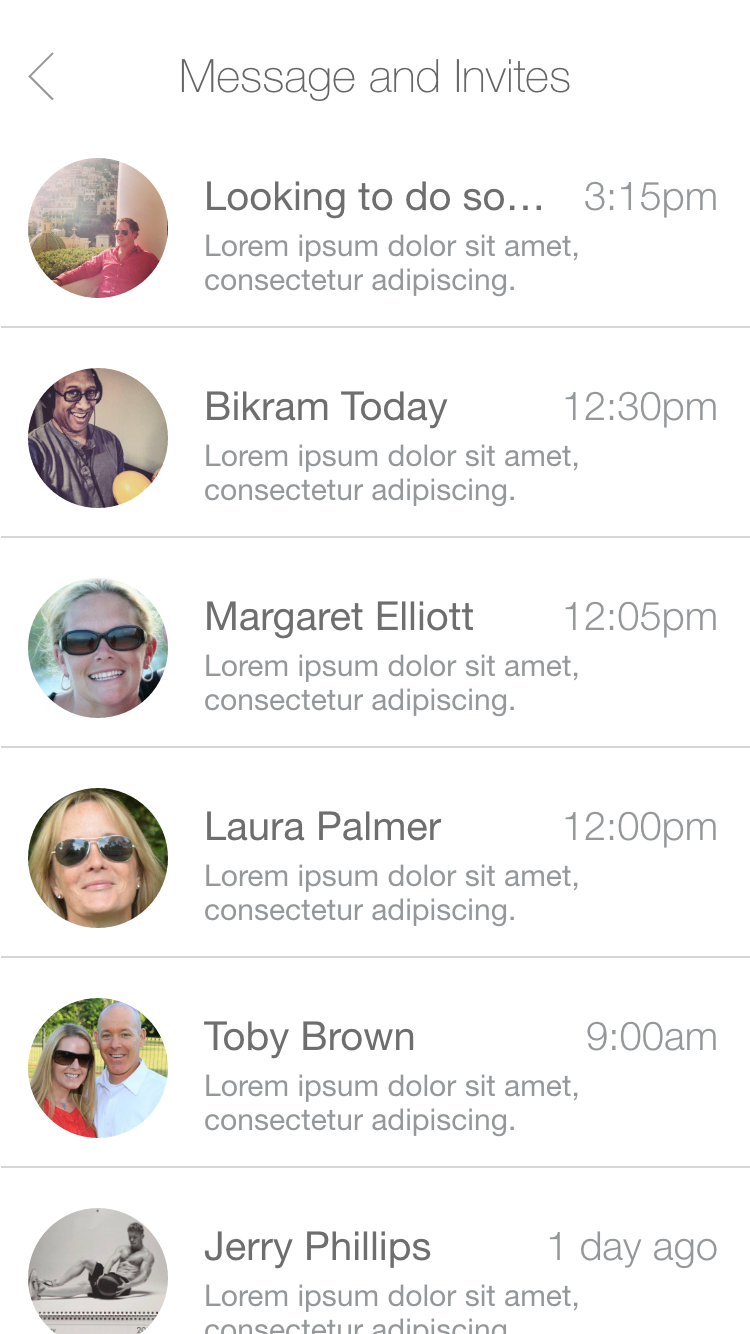 Message and Invites
Looking to do so... 3:15pm
Lorem ipsum dolor sit amet,
consectetur adipiscing.
Bikram Today 12:30pm
Lorem ipsum dolor sit amet,
consectetur adipiscing.
Margaret Elliott 12:05pm
Lorem ipsum dolor sit amet,
consectetur adipiscing.
Laura Palmer 12:00pm
Lorem ipsum dolor sit amet,
consectetur adipiscing.
Toby Brown 9:00am
Lorem ipsum dolor sit amet,
consectetur adipiscing.
Jerry Phillips 1 day ago
Lorem ipsum dolor sit amet,
consectetur adipiscing.